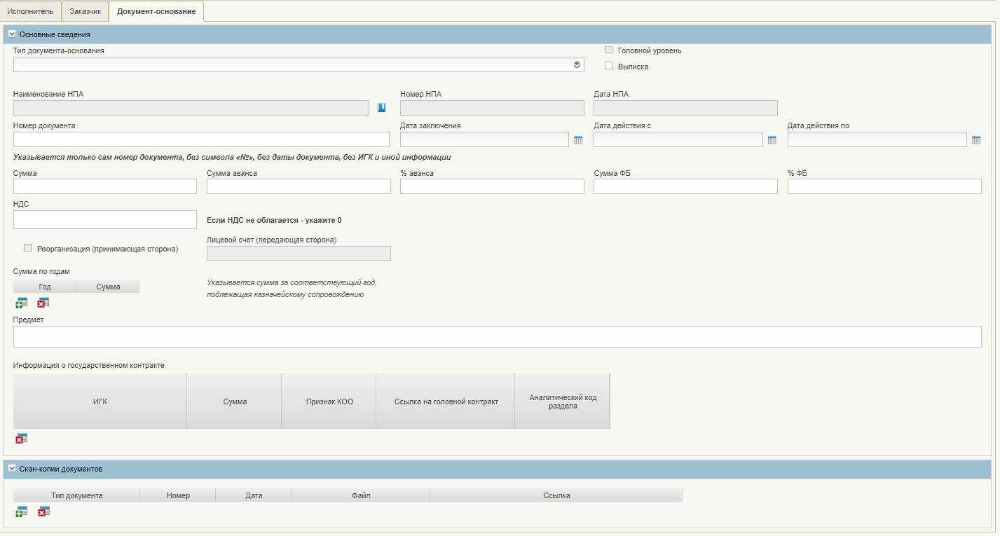 Исполнитель Заказчик Документ-основание
Основные сведения
Тип документа-основания
Головной уровень
Выписка
Наименование НПА Номер НПА Дата НПА
Номер документа Дата заключения Дата действия с Дата действия по
Указывается только сам номер документа, без символа «№», без даты документа, без ИГК и иной информации
Сумма Сумма аванса % аванса Сумма ФБ % ФБ
НДС
Если НДС не облагается - укажите 0
Лицевой счет (передающая сторона)
Реорганизация (принимающая сторона)
Сумма по годам
Год Сумма
Указывается сумма за соответствующий год,
подлежащая казначейскому сопровождению
Предмет
Информация о государственном контракте
ИГК Сумма Признак КОО Ссылка на головной контракт Аналитический код
раздела
Скан-копии документов
Тип документа Номер Дата Файл Ссылка